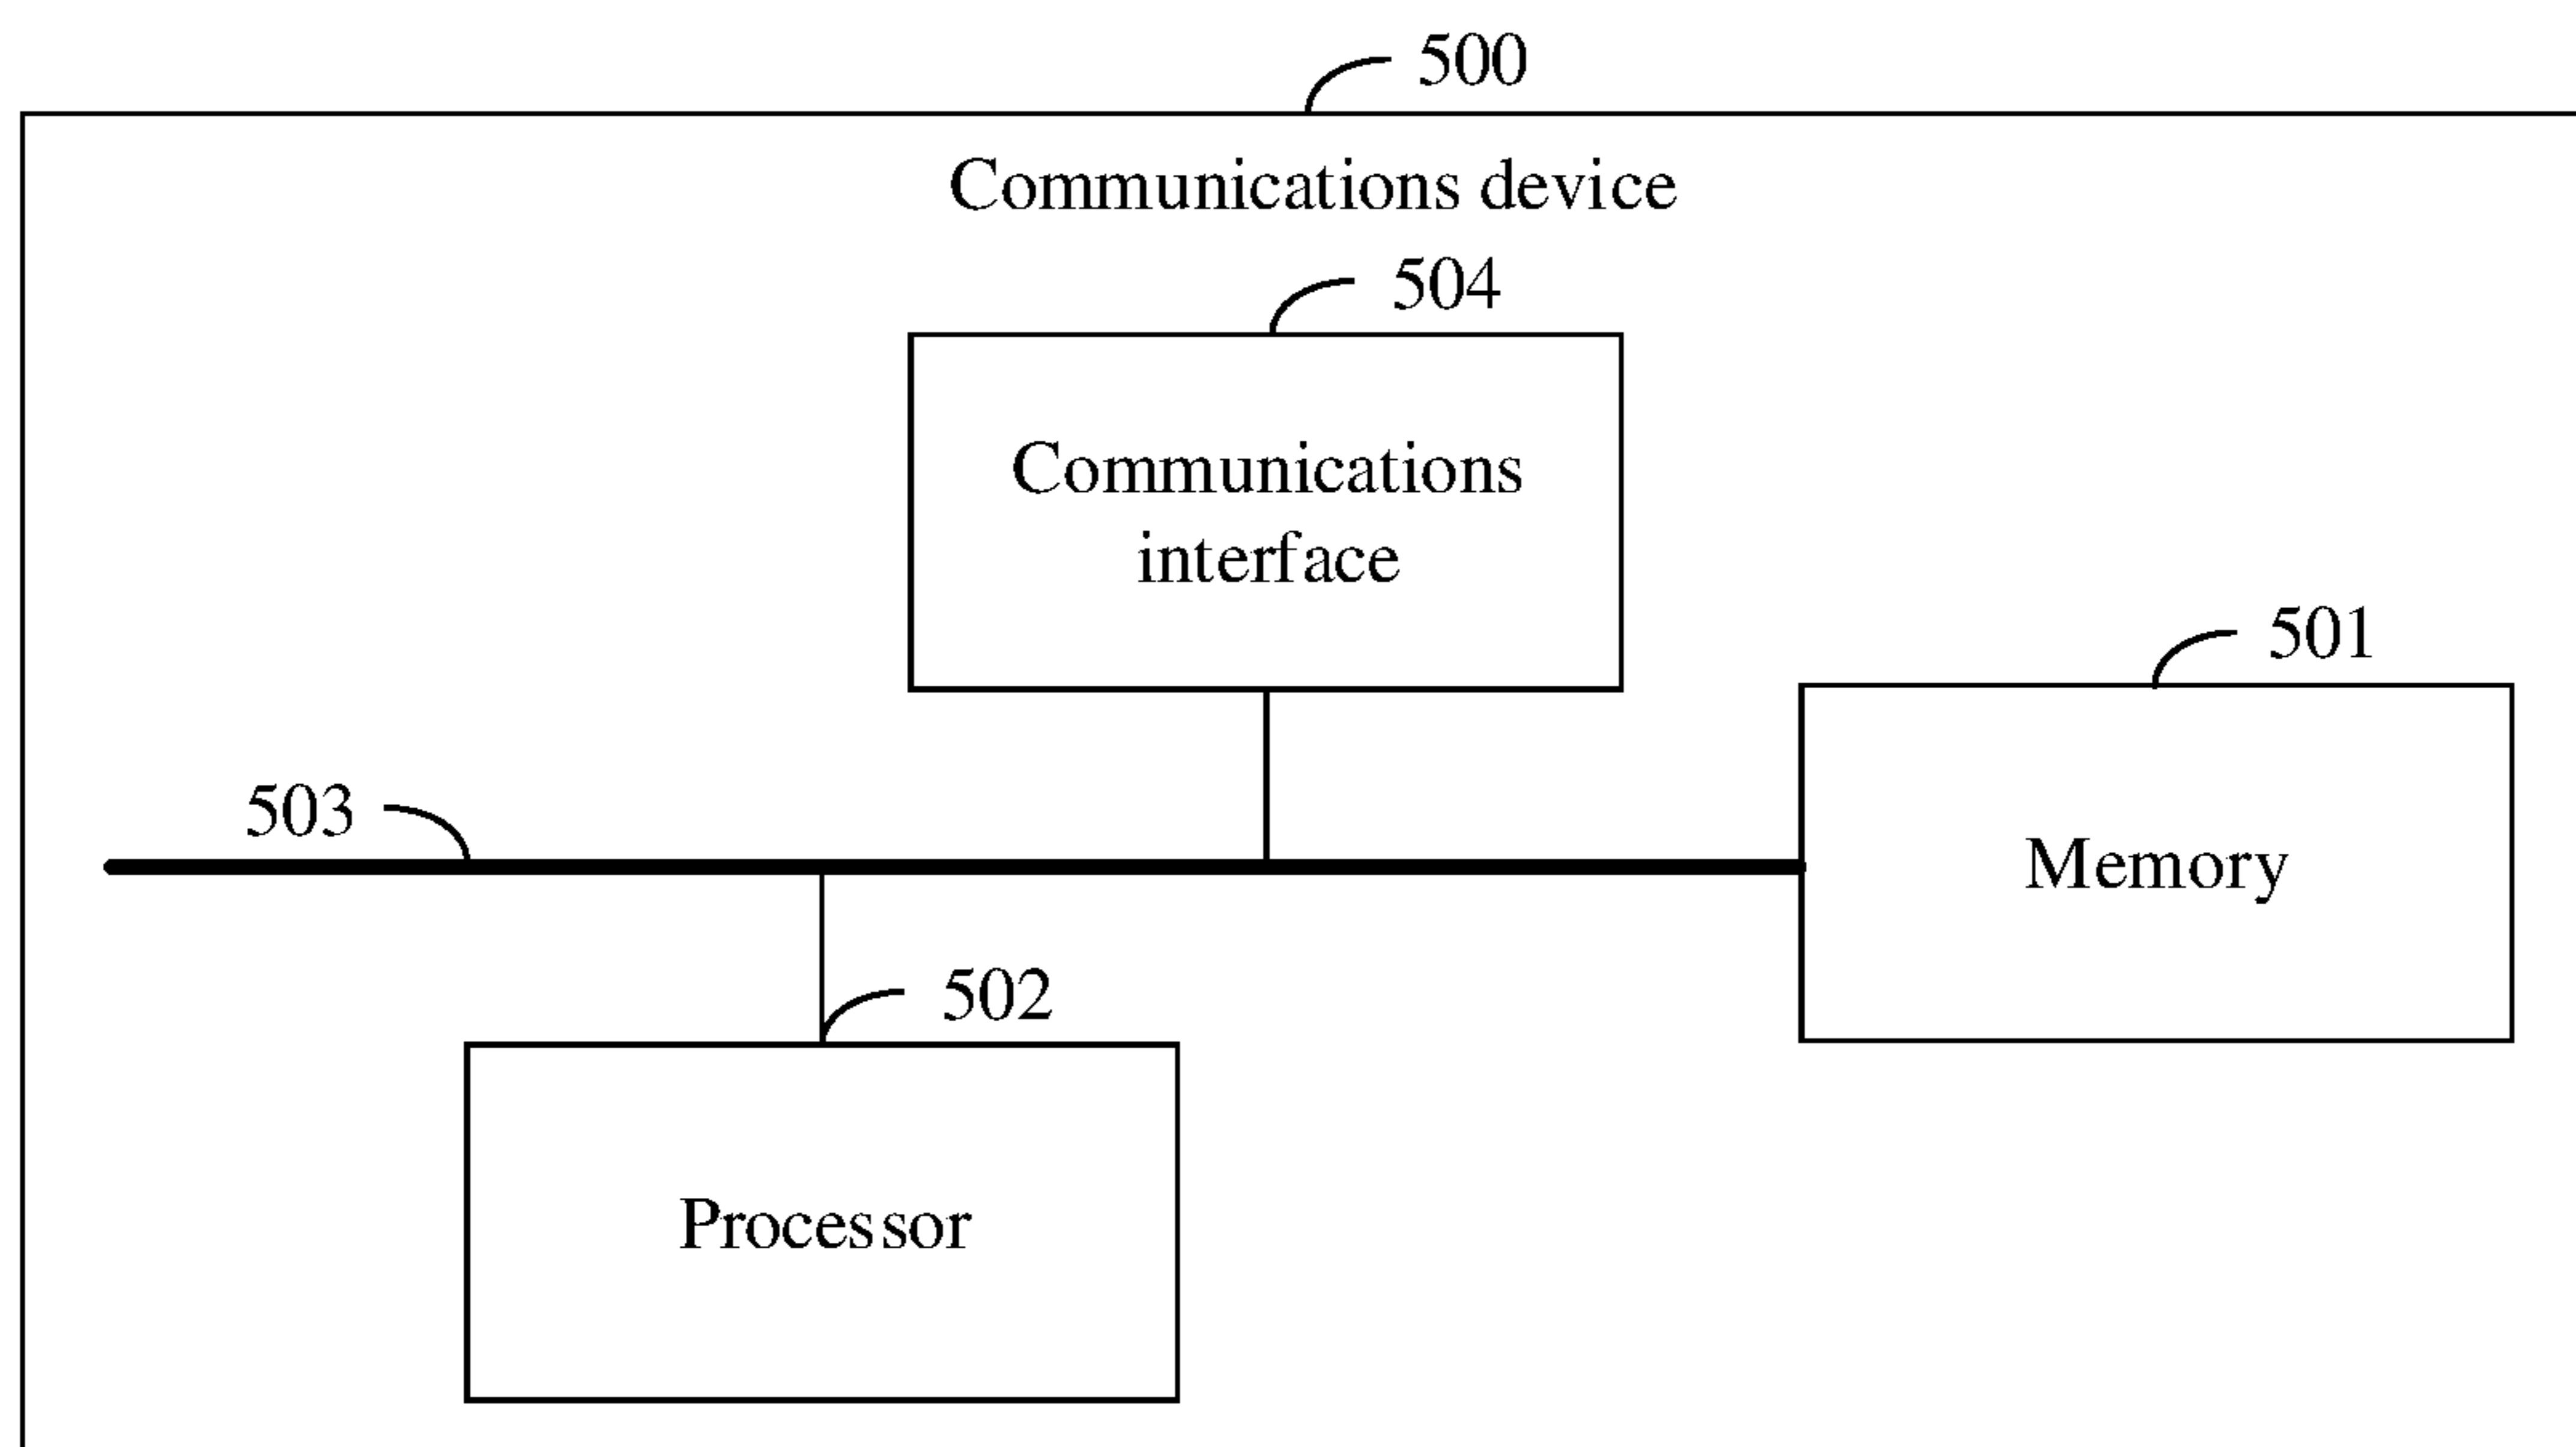 500
Communications device
504
Communications
interface
501
503
Memory
502
Processor